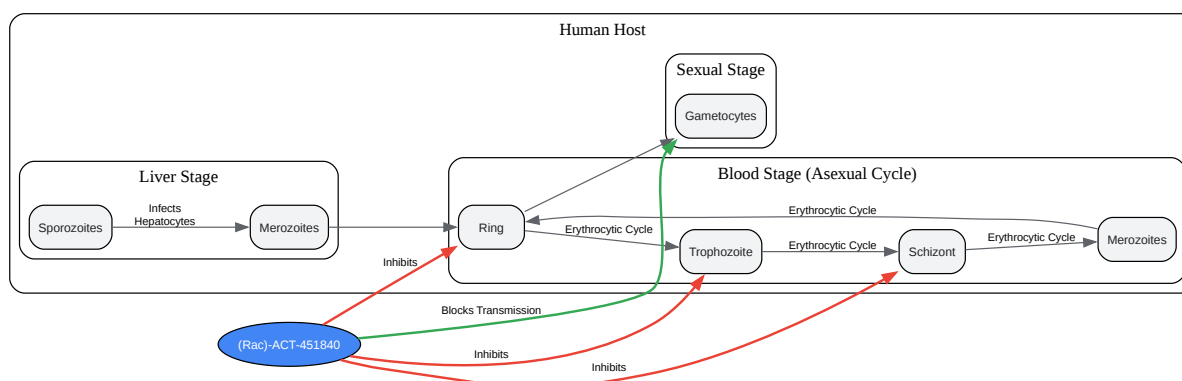 Human Host
Sexual Stage
Gametocytes
Liver Stage
Blood Stage (Asexual Cycle)
Sporozoites
Infects
Hepatocytes
Merozoites
Ring
Erythrocytic Cycle
Erythrocytic Cycle
Trophozoite
Erythrocytic Cycle
Schizont
Erythrocytic Cycle
Merozoites
Inhibits
Blocks Transmission
(Rac)-ACT-451840
Inhibits
Inhibits